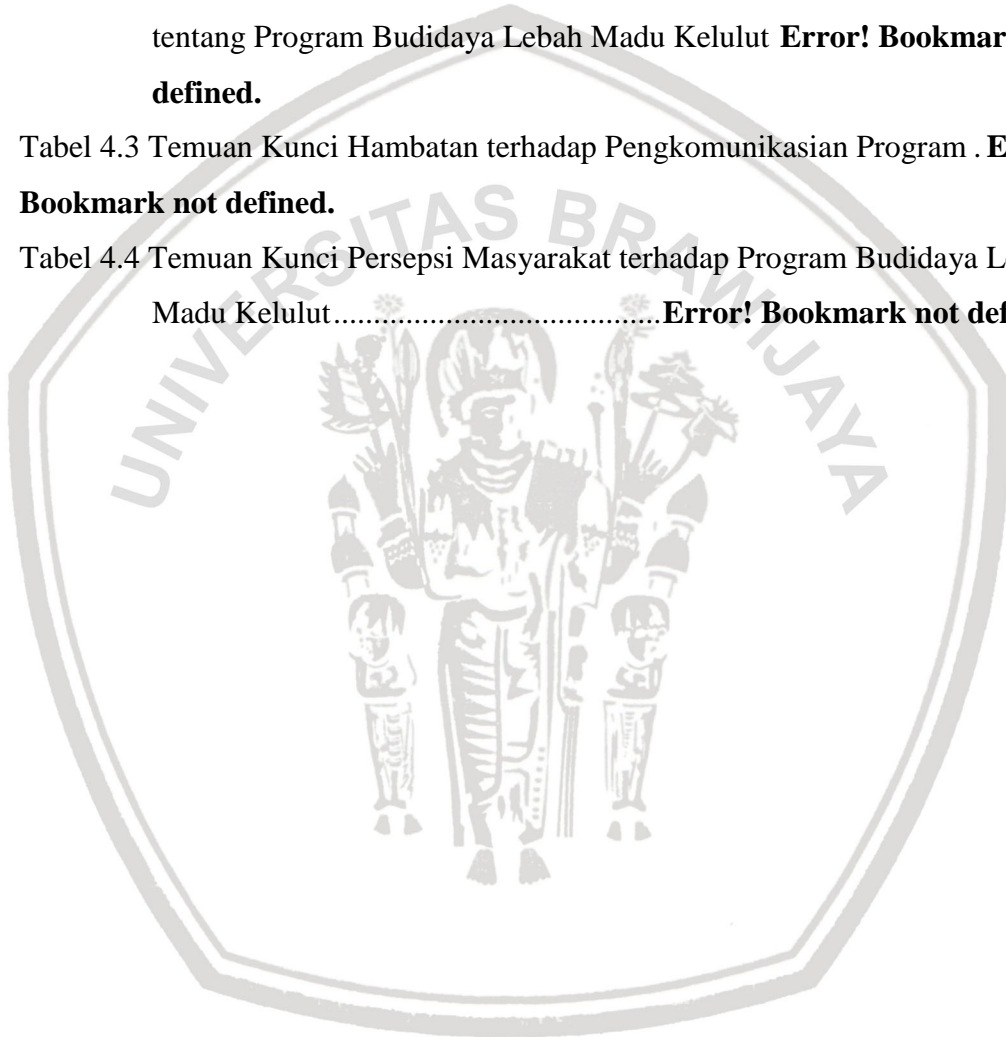 tentang Program Budidaya Lebah Madu Kelulut Error! Bookmar
defined.
Tabel 4.3 Temuan Kunci Hambatan terhadap Pengkomunikasian Program . E
Bookmark not defined.
Tabel 4.4 Temuan Kunci Persepsi Masyarakat terhadap Program Budidaya L
Madu Kelulut.......................................Error! Bookmark not def
UNIVERSITAS BRAWIJAYA